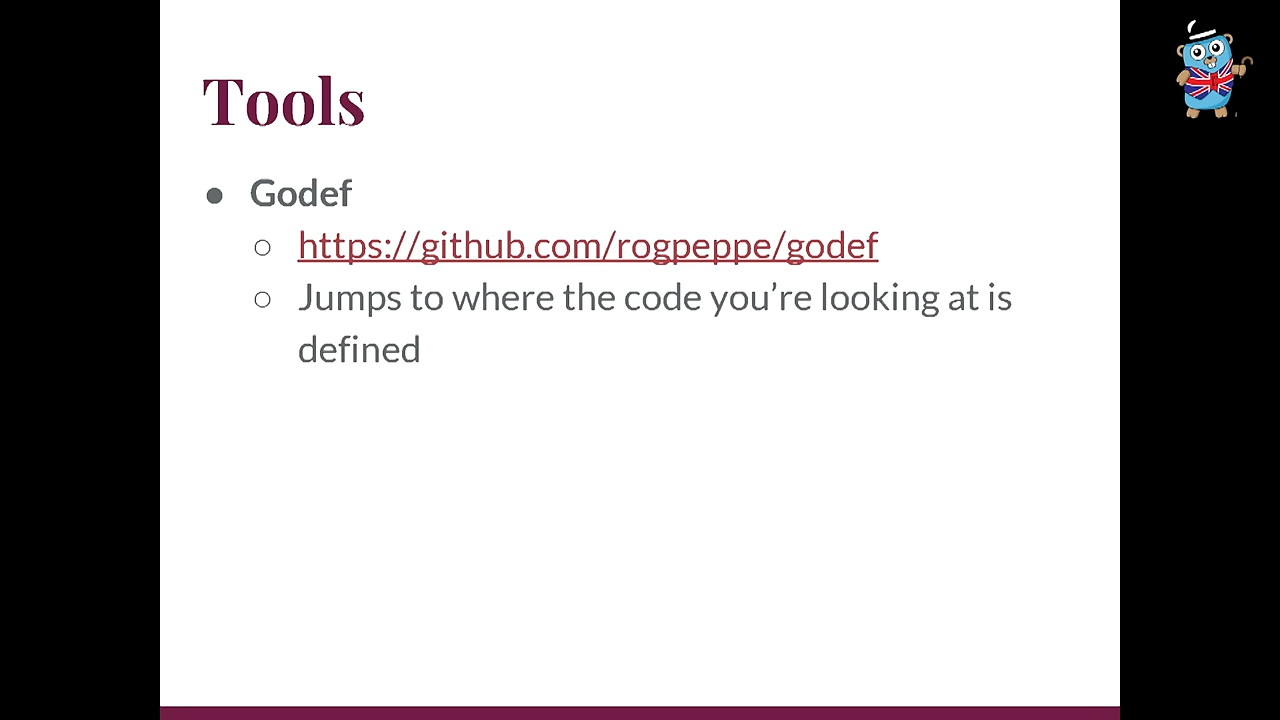 Tools
● Godef
○ https://github.com/rogpeppe/godef
○ Jumps to where the code you’re looking at is
defined